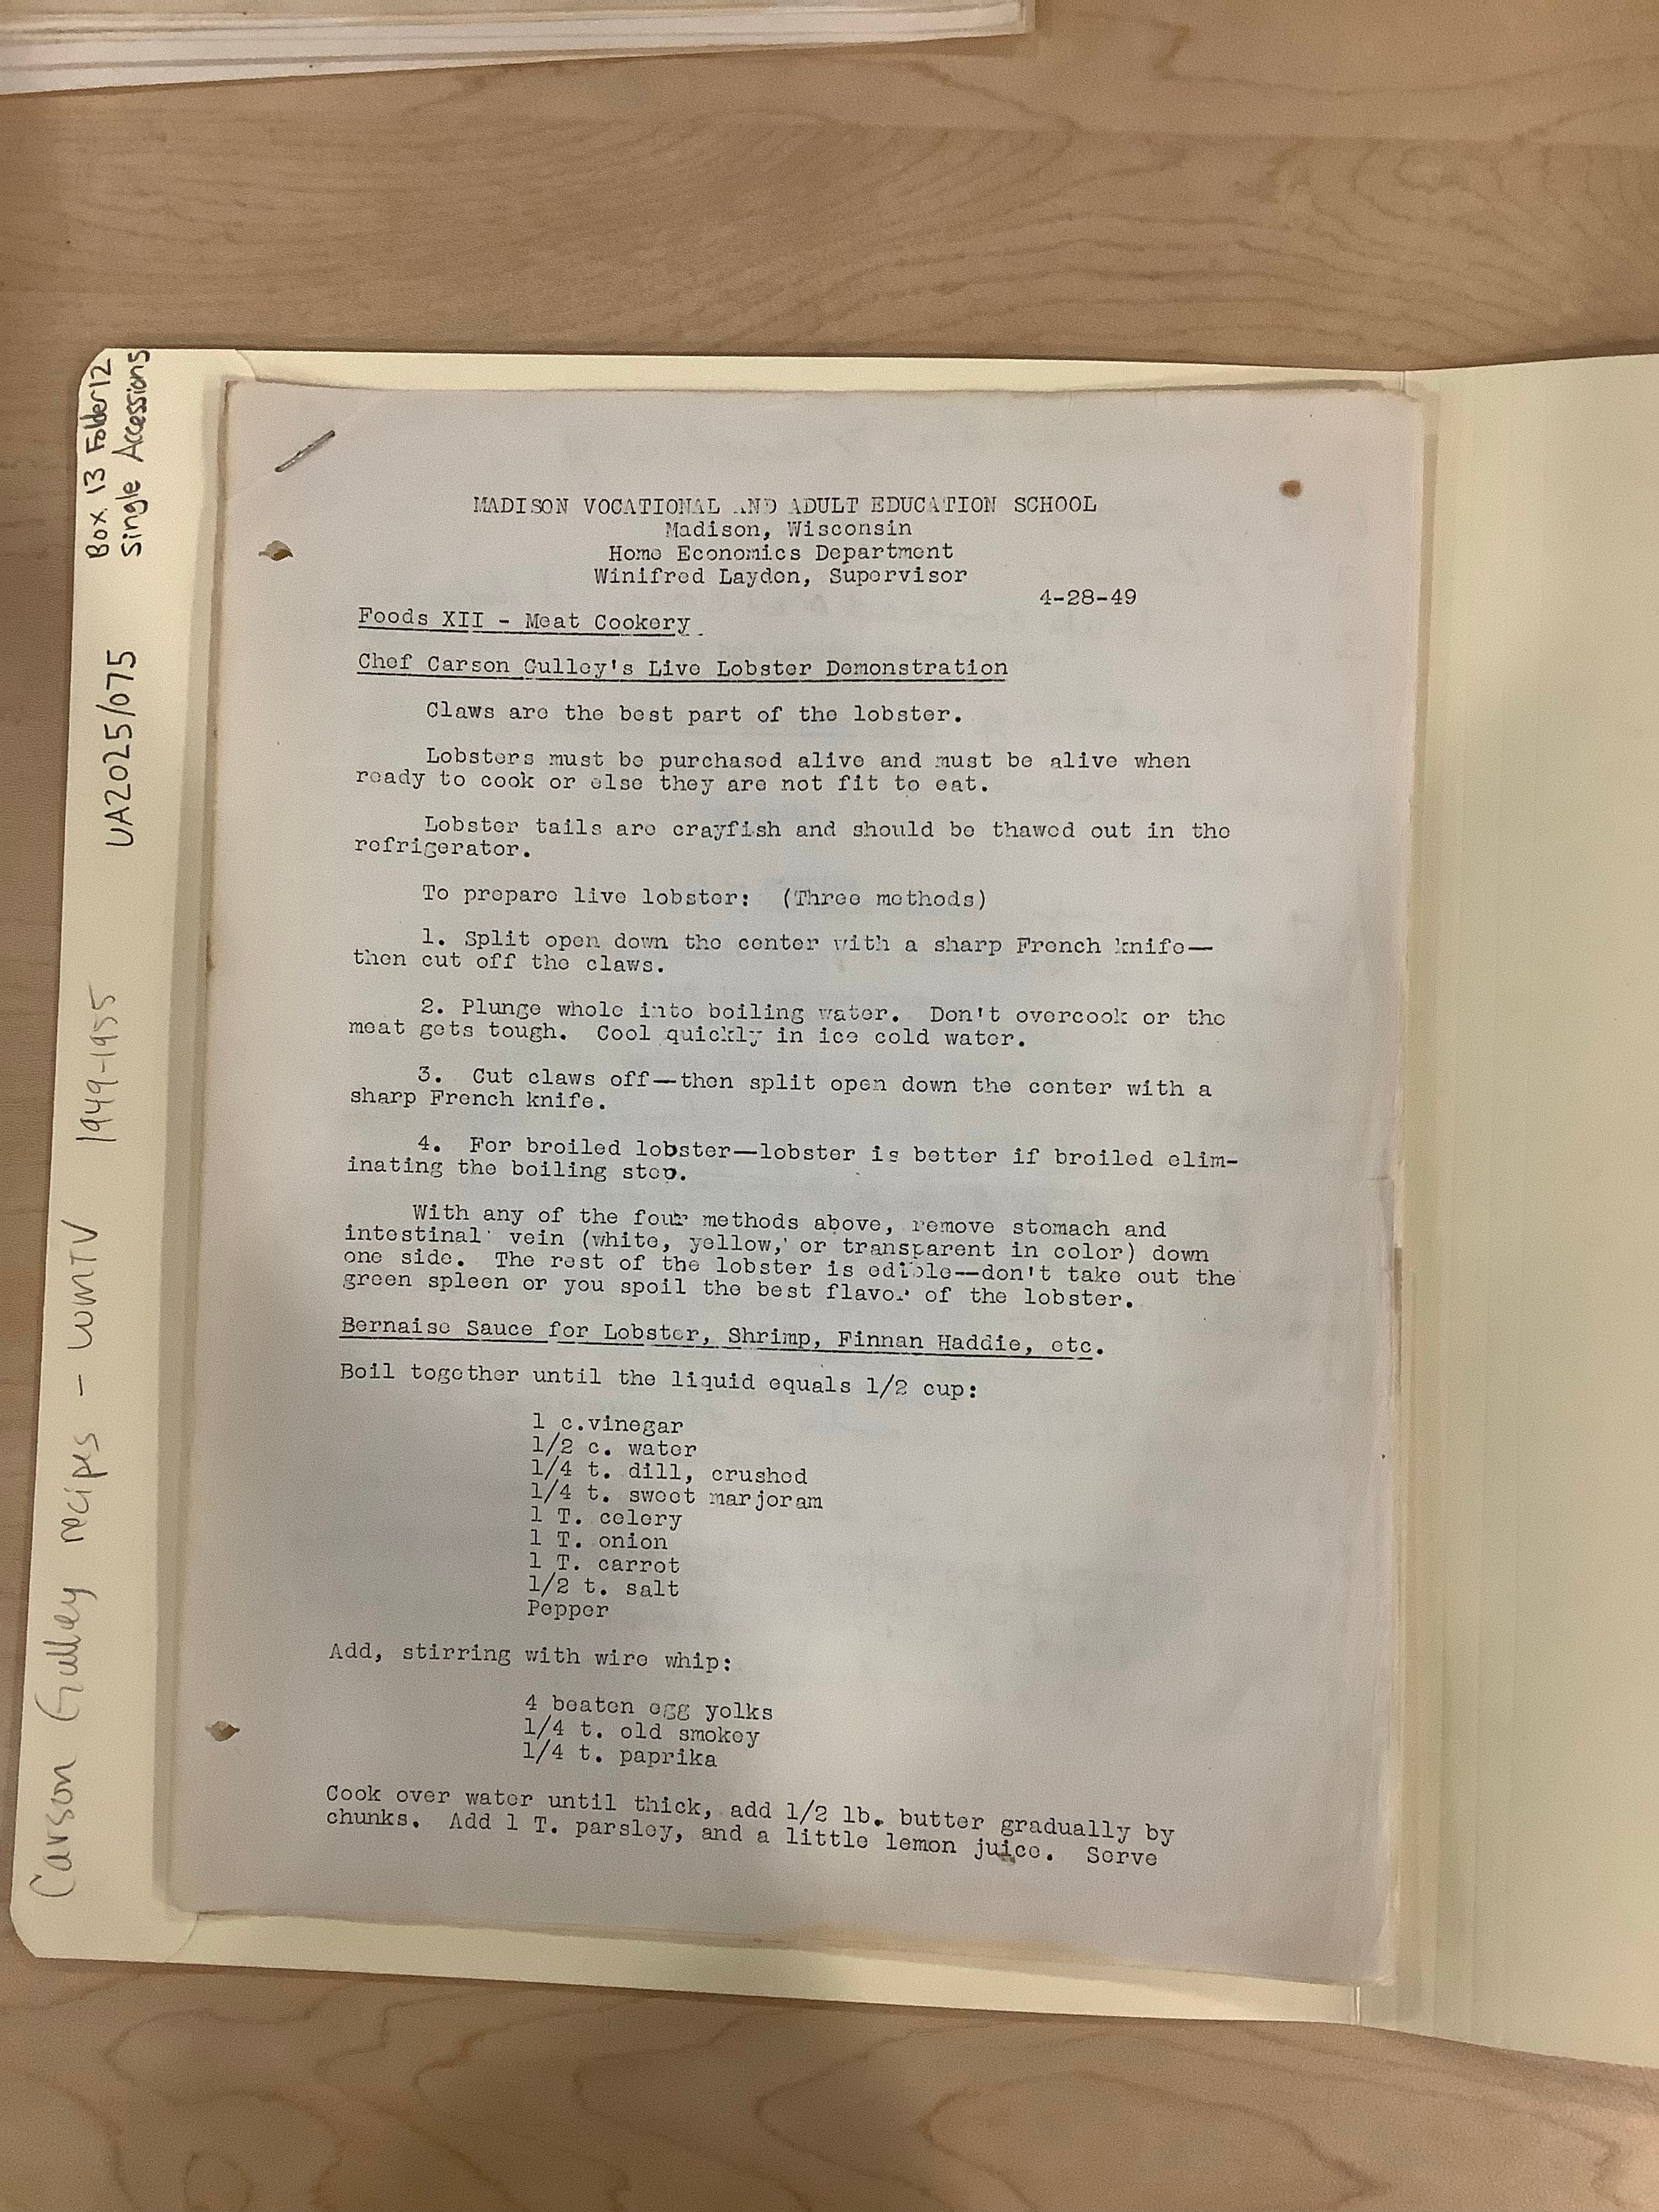 Box 13 Folder 12
Single Accessions
UA2025/075
Carson Gulley recipes - WMTV 1949-1955
MADISON VOCATIONAL AND ADULT EDUCATION SCHOOL
Madison, Wisconsin
Home Economics Department
Winifred Laydon, Supervisor
4-28-49
Foods XII - Meat Cookery
Chef Carson Gulley's Live Lobster Demonstration
Claws are the best part of the lobster.
Lobsters must be purchased alive and must be alive when
ready to cook or else they are not fit to eat.
Lobster tails are crayfish and should be thawed out in the
refrigerator.
To prepare live lobster: (Three methods)
1. Split open down the center with a sharp French knife—
then cut off the claws.
2. Plunge whole into boiling water. Don't overcook or the
meat gets tough. Cool quickly in ice cold water.
3. Cut claws off—then split open down the center with a
sharp French knife.
4. For broiled lobster—lobster is better if broiled elim-
inating the boiling step.
With any of the four methods above, remove stomach and
intestinal vein (white, yellow, or transparent in color) down
one side. The rest of the lobster is edible—don't take out the
green spleen or you spoil the best flavor of the lobster.
Bernaise Sauce for Lobster, Shrimp, Finnan Haddie, etc.
Boil together until the liquid equals 1/2 cup:
1 c.vinegar
1/2 c. water
1/4 t. dill, crushed
1/4 t. sweet marjoram
1 T. celery
1 T. onion
1 T. carrot
1/2 t. salt
Pepper
Add, stirring with wire whip:
4 beaten egg yolks
1/4 t. old smokey
1/4 t. paprika
Cook over water until thick, add 1/2 lb. butter gradually by
chunks. Add 1 T. parsley, and a little lemon juice. Serve